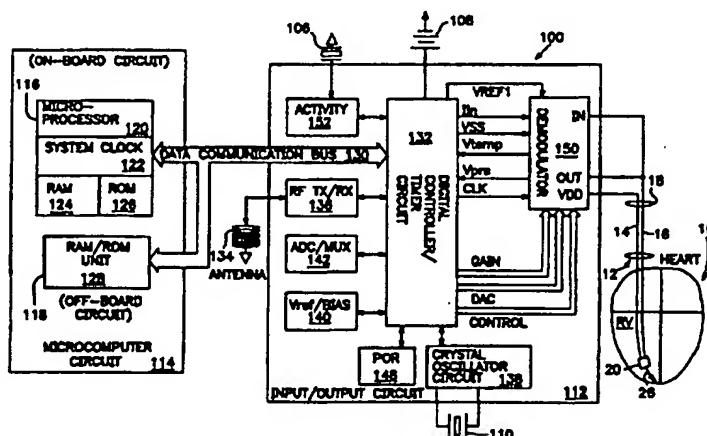 (ON-BOARD CIRCUIT)
116
MICRO-
PROCESSOR
120
SYSTEM CLOCK
122
RAM
124
ROM
126
DATA COMMUNICATION BUS 130
RAM/ROM
UNIT
128
118
(OFF-BOARD
CIRCUIT)
MICROCOMPUTER
CIRCUIT
114
106
108
100
ACTIVITY
152
RF TX/RX
136
134
ANTENNA
ADC/MUX
142
Vref/BIAS
140
132
DIGITAL
CONTROLLER/
TIMER
CIRCUIT
VREF1
Iin
VSS
Vtemp
Vprs
CLK
GAIN
DAC
CONTROL
IN
DEMODULATOR
150
OUT
VDD
18
14
16
12
HEART
10
RV
20
26
POR
148
CRYSTAL
OSCILLATOR
CIRCUIT
138
INPUT/OUTPUT CIRCUIT
112
110